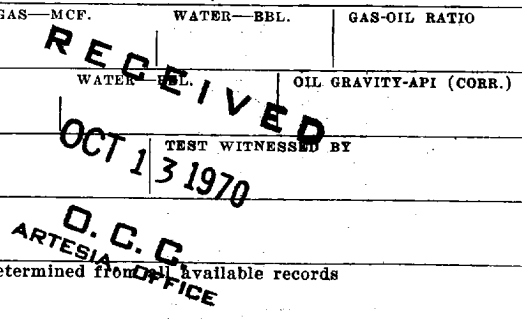 GAS—MCF. WATER—BBL. GAS-OIL RATIO
RECEIVED
WATER—BBL. OIL GRAVITY-API (CORR.)
OCT 13 1970
TEST WITNESSED BY
O. C. C.
ARTESIA OFFICE
etermined from all available records